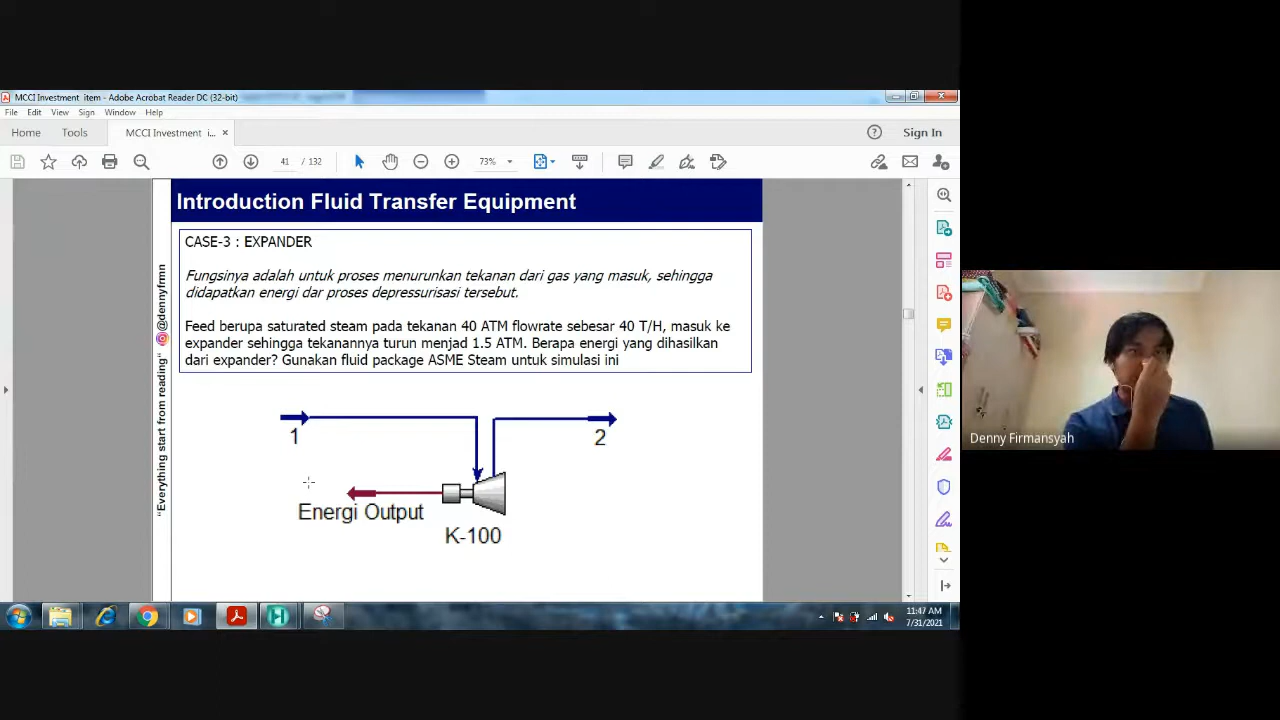 MCCI Investment item - Adobe Acrobat Reader DC (32-bit)
File Edit View Sign Window Help
Home Tools MCCI Investment i... × Sign In
41 / 132 73%
Introduction Fluid Transfer Equipment
CASE-3 : EXPANDER
Fungsinya adalah untuk proses menurunkan tekanan dari gas yang masuk, sehingga
didapatkan energi dar proses depressurisasi tersebut.
Feed berupa saturated steam pada tekanan 40 ATM flowrate sebesar 40 T/H, masuk ke
expander sehingga tekanannya turun menjad 1.5 ATM. Berapa energi yang dihasilkan
dari expander? Gunakan fluid package ASME Steam untuk simulasi ini
"Everything start from reading" @dennyfrmn
1
2
Energi Output
K-100
Denny Firmansyah
11:47 AM
7/31/2021